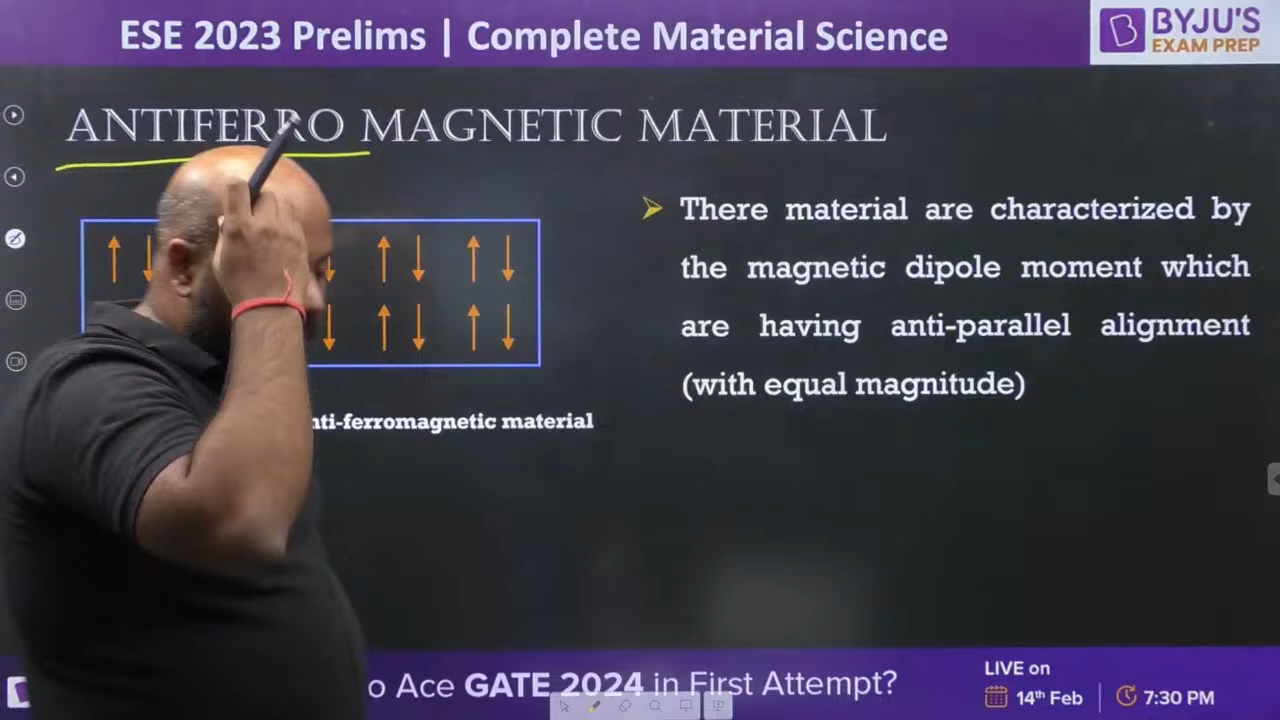 ESE 2023 Prelims | Complete Material Science
BYJU'S
EXAM PREP
ANTIFERRO MAGNETIC MATERIAL
There material are characterized by
the magnetic dipole moment which
are having anti-parallel alignment
(with equal magnitude)
nti-ferromagnetic material
o Ace GATE 2024 in First Attempt?
LIVE on
14th Feb
7:30 PM